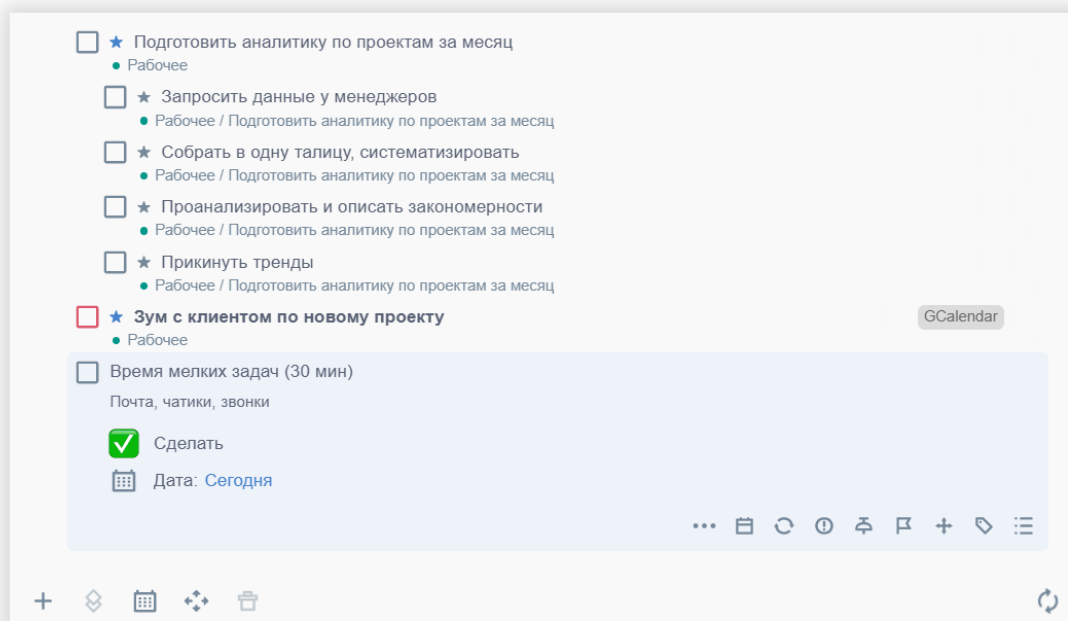 Подготовить аналитику по проектам за месяц
Рабочее
Запросить данные у менеджеров
Рабочее / Подготовить аналитику по проектам за месяц
Собрать в одну талицу, систематизировать
Рабочее / Подготовить аналитику по проектам за месяц
Проанализировать и описать закономерности
Рабочее / Подготовить аналитику по проектам за месяц
Прикинуть тренды
Рабочее / Подготовить аналитику по проектам за месяц
Зум с клиентом по новому проекту GCalendar
Рабочее
Время мелких задач (30 мин)
Почта, чатики, звонки
Сделать
Дата: Сегодня